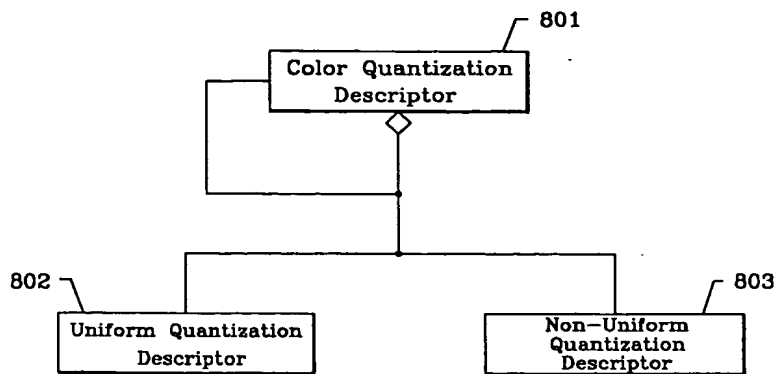 801
Color Quantization
Descriptor
802
803
Uniform Quantization
Descriptor
Non-Uniform
Quantization
Descriptor